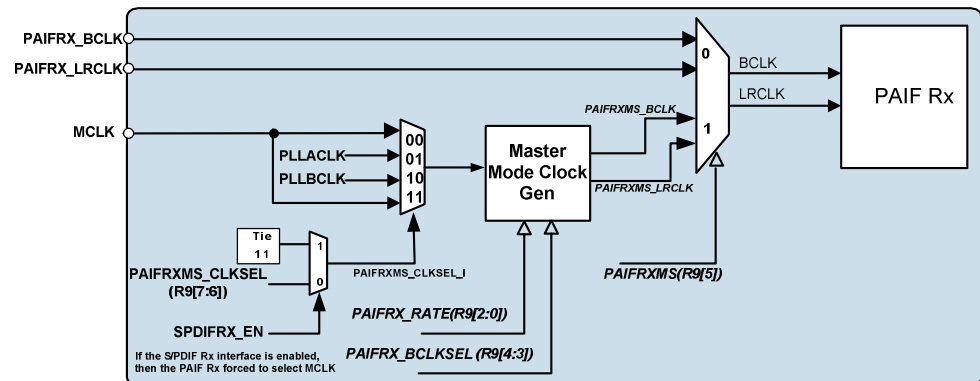 PAIFRX_BCLK
PAIFRX_LRCLK
MCLK
0
1
BCLK
LRCLK
PAIF Rx
PAIFRXMS_BCLK
PAIFRXMS_LRCLK
PLLACLK
PLLBCLK
00
01
10
11
Master
Mode Clock
Gen
Tie
11
1
0
PAIFRXMS_CLKSEL_I
PAIFRXMS_CLKSEL
(R9[7:6])
SPDIFRX_EN
PAIFRXMS(R9[5])
PAIFRX_RATE(R9[2:0])
PAIFRX_BCLKSEL (R9[4:3])
If the S/PDIF Rx interface is enabled,
then the PAIF Rx forced to select MCLK